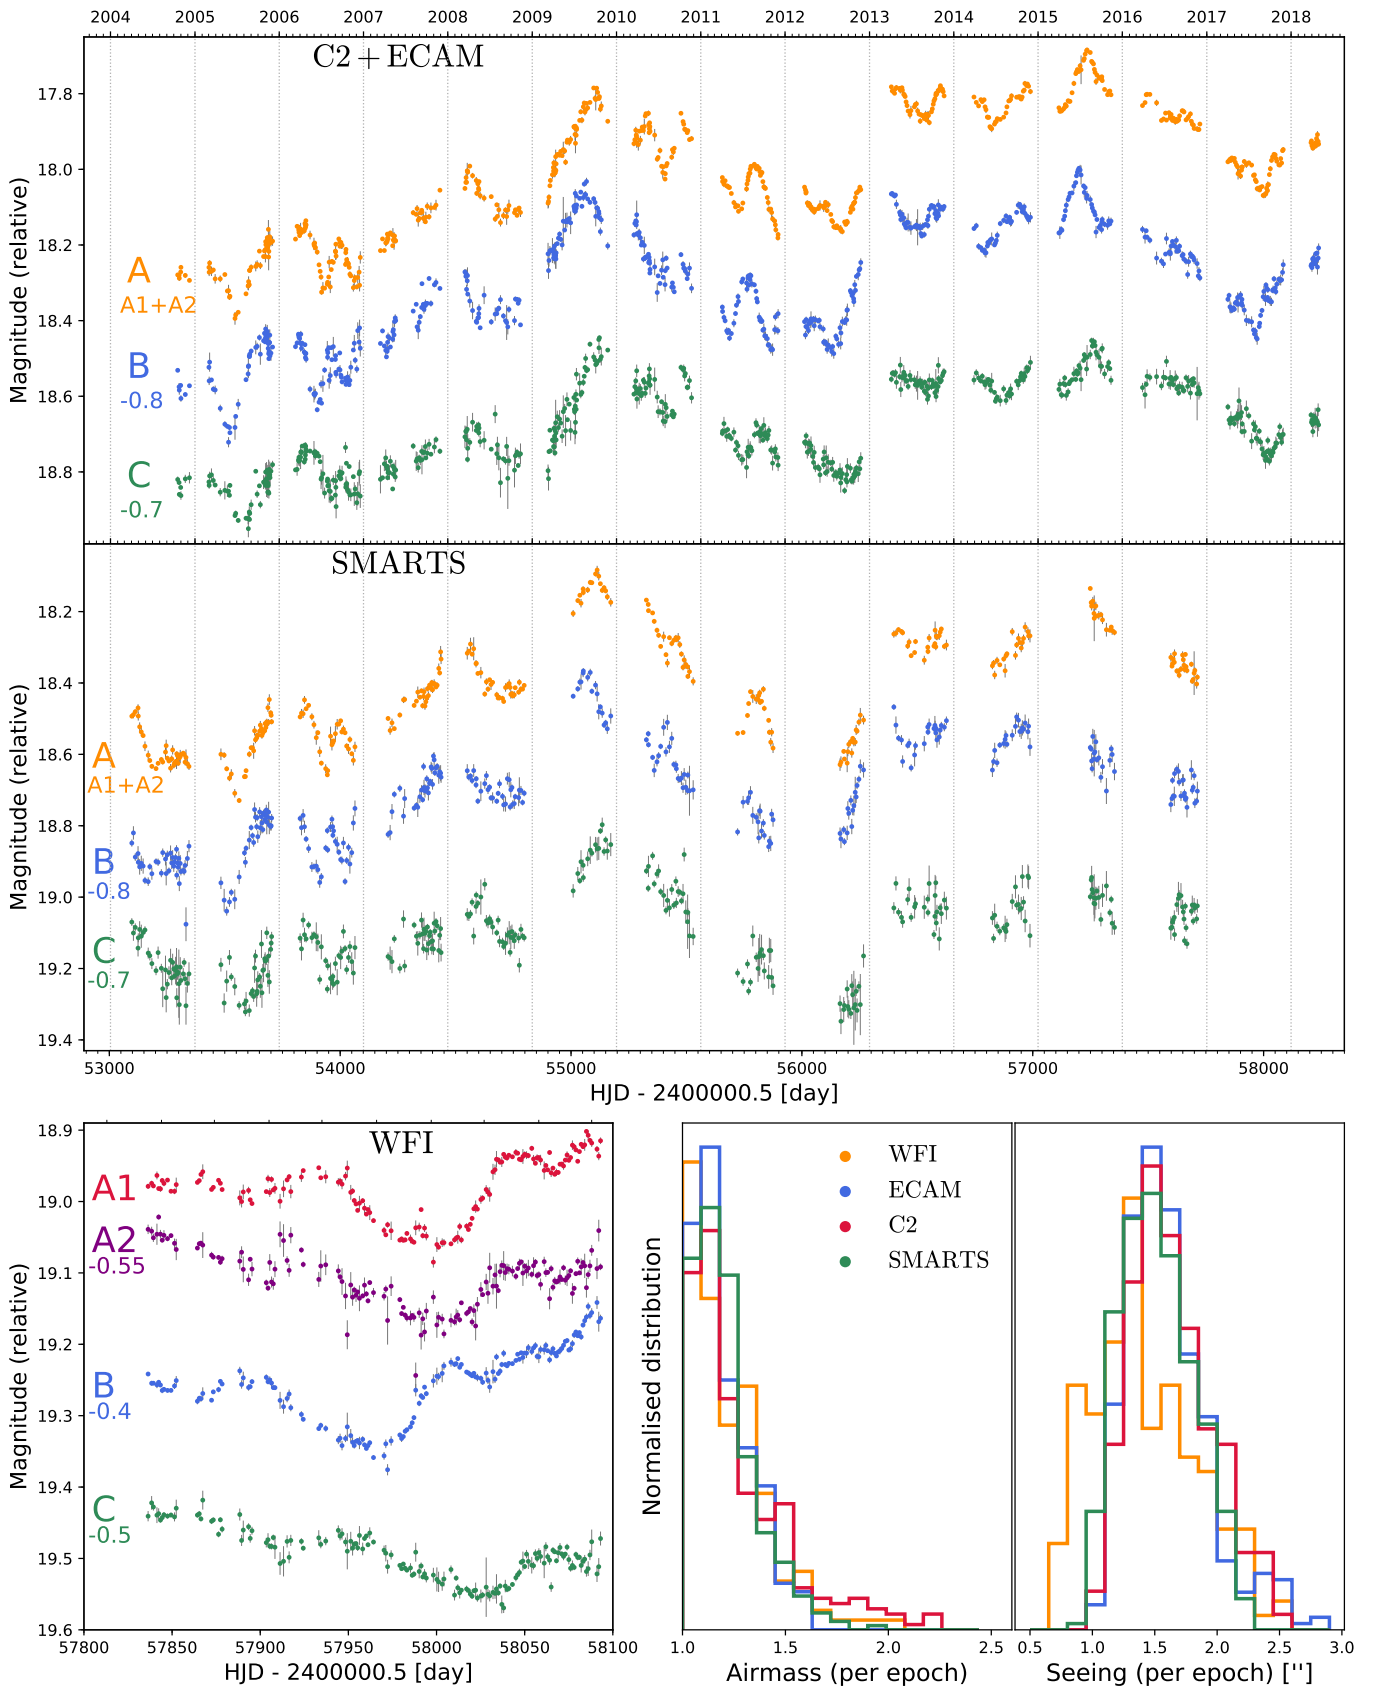 2004 2005 2006 2007 2008 2009 2010 2011 2012 2013 2014 2015 2016 2017 2018
C2 + ECAM
17.8
18.0
18.2
18.4
18.6
18.8
Magnitude (relative)
A
A1+A2
B
-0.8
C
-0.7
SMARTS
18.2
18.4
18.6
18.8
19.0
19.2
19.4
Magnitude (relative)
A
A1+A2
B
-0.8
C
-0.7
53000 54000 55000 56000 57000 58000
HJD - 2400000.5 [day]
WFI
18.9
19.0
19.1
19.2
19.3
19.4
19.5
19.6
Magnitude (relative)
A1
A2
-0.55
B
-0.4
C
-0.5
57800 57850 57900 57950 58000 58050 58100
HJD - 2400000.5 [day]
Normalised distribution
WFI
ECAM
C2
SMARTS
1.0 1.5 2.0 2.5
Airmass (per epoch)
0.5 1.0 1.5 2.0 2.5 3.0
Seeing (per epoch) ['']